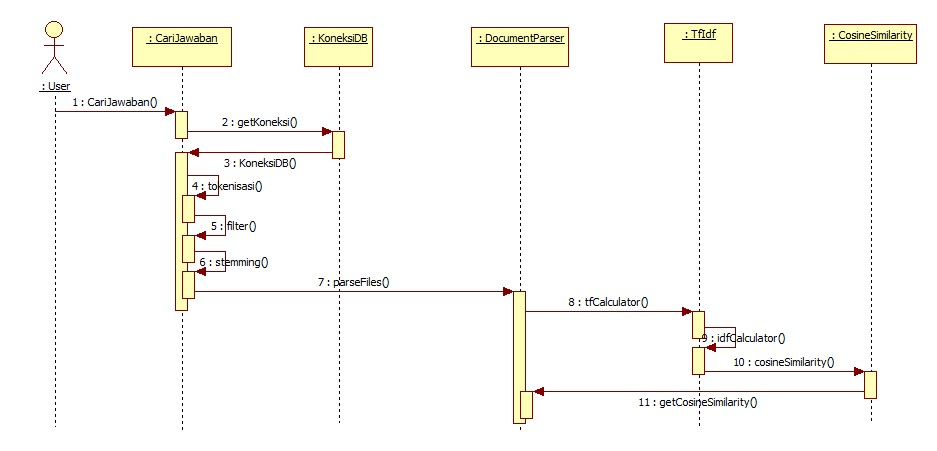 : CariJawaban
: KoneksiDB
: DocumentParser
: TfIdf
: CosineSimilarity
: User
1 : CariJawaban()
2 : getKoneksi()
3 : KoneksiDB()
4 : tokenisasi()
5 : filter()
6 : stemming()
7 : parseFiles()
8 : tfCalculator()
9 : idfCalculator()
10 : cosineSimilarity()
11 : getCosineSimilarity()